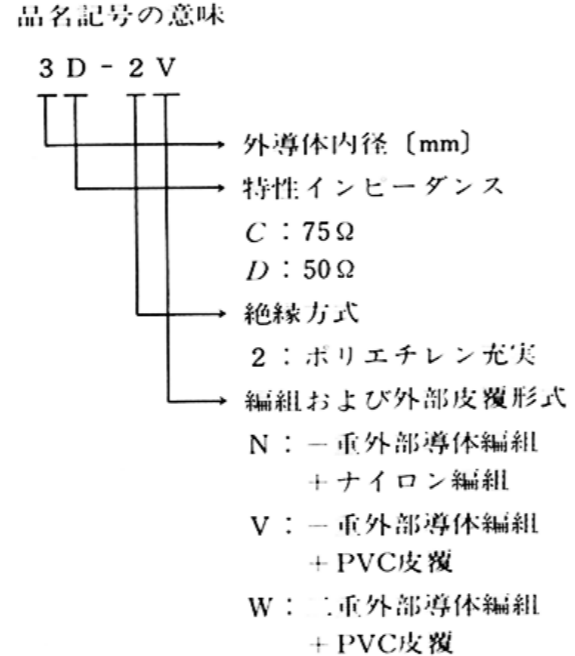 品名記号の意味
3 D - 2 V
外導体内径〔mm〕
特性インピーダンス
C：75Ω
D：50Ω
絶縁方式
2：ポリエチレン充実
編組および外部皮覆形式
N：一重外部導体編組
＋ナイロン編組
V：一重外部導体編組
＋PVC皮覆
W：二重外部導体編組
＋PVC皮覆